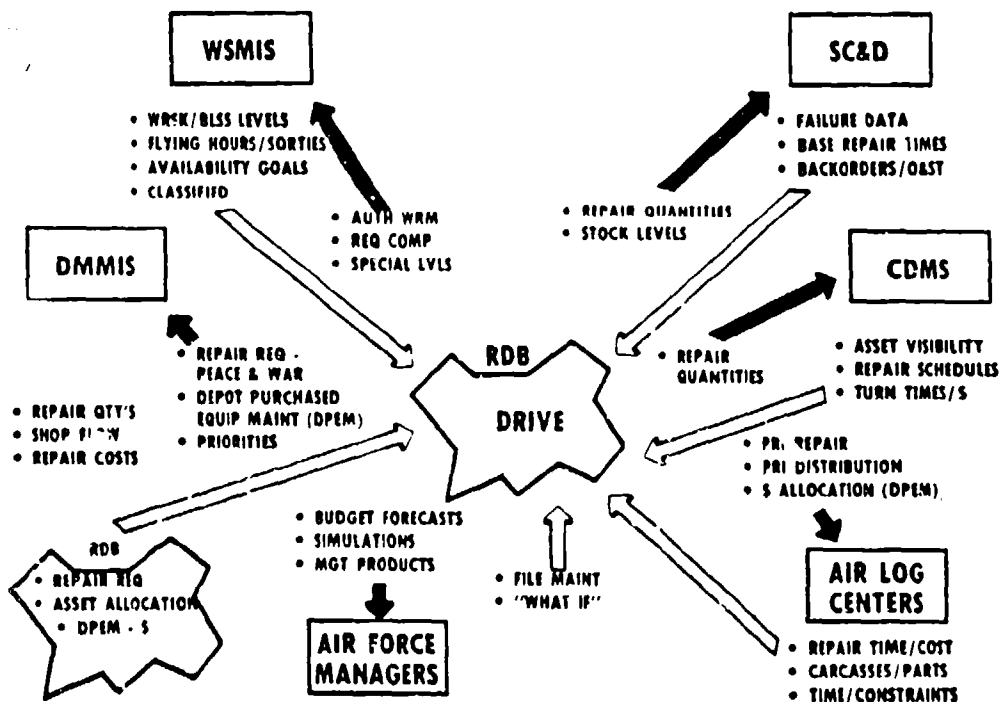 WSMIS
• WRSK/BLSS LEVELS
• FLYING HOURS/SORTIES
• AVAILABILITY GOALS
• CLASSIFIED
SC&D
• FAILURE DATA
• BASE REPAIR TIMES
• BACKORDERS/O&ST
• AUTH WRM
• REQ COMP
• SPECIAL LVLS
• REPAIR QUANTITIES
• STOCK LEVELS
DMMIS
CDMS
• REPAIR REQ -
PEACE & WAR
• DEPOT PURCHASED
EQUIP MAINT (DPEM)
• PRIORITIES
• REPAIR QTY'S
• SHOP FLOW
• REPAIR COSTS
RDB
DRIVE
• REPAIR
QUANTITIES
• ASSET VISIBILITY
• REPAIR SCHEDULES
• TURN TIMES/$
• PRI REPAIR
• PRI DISTRIBUTION
• $ ALLOCATION (DPEM)
RDB
• REPAIR REQ
• ASSET ALLOCATION
• DPEM - $
• BUDGET FORECASTS
• SIMULATIONS
• MGT PRODUCTS
AIR FORCE
MANAGERS
• FILE MAINT
• "WHAT IF"
AIR LOG
CENTERS
• REPAIR TIME/COST
• CARCASSES/PARTS
• TIME/CONSTRAINTS